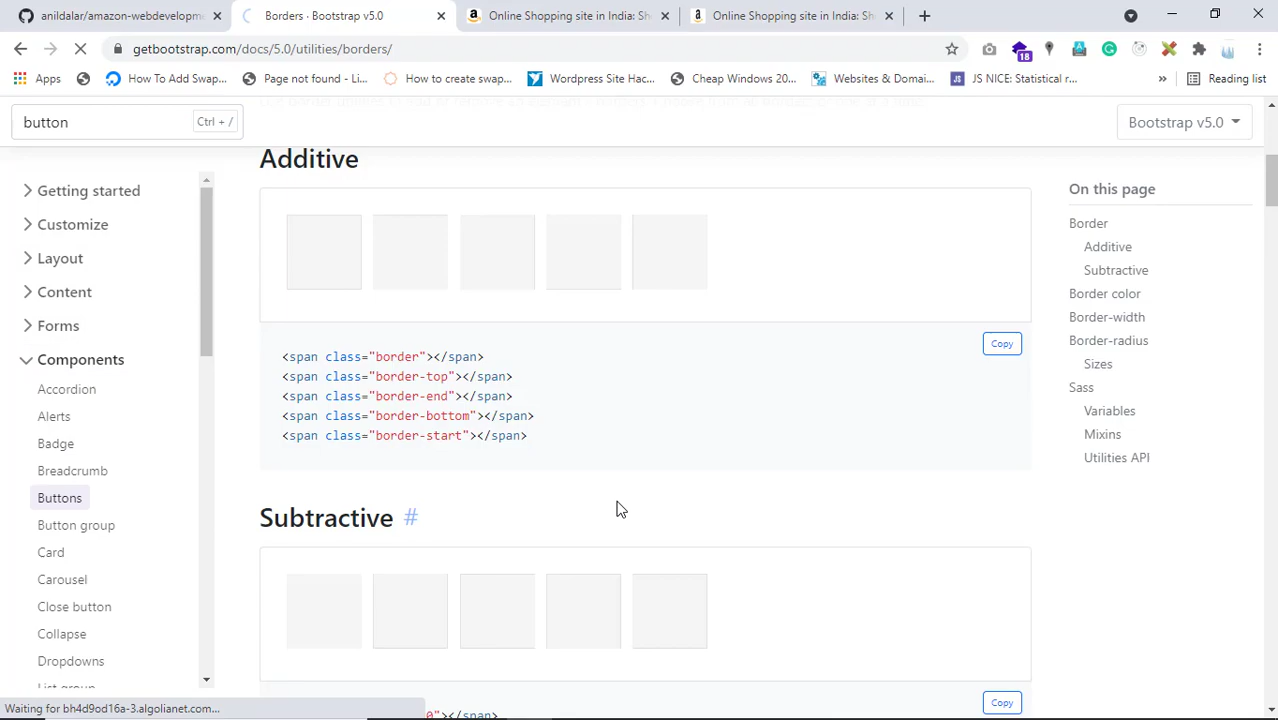 anildalar/amazon-webdevelopm
Borders · Bootstrap v5.0
Online Shopping site in India: Sh
Online Shopping site in India: Sh
getbootstrap.com/docs/5.0/utilities/borders/
18
Apps
How To Add Swap...
Page not found - Li...
How to create swap...
Wordpress Site Hac...
Cheap Windows 20...
Websites & Domai...
JS NICE: Statistical r...
»
Reading list
button
Ctrl + /
Bootstrap v5.0
Getting started
Customize
Layout
Content
Forms
Components
Accordion
Alerts
Badge
Breadcrumb
Buttons
Button group
Card
Carousel
Close button
Collapse
Dropdowns
List group
Additive
Copy
<span class="border"></span>
<span class="border-top"></span>
<span class="border-end"></span>
<span class="border-bottom"></span>
<span class="border-start"></span>
Subtractive #
Copy
0"></span>
On this page
Border
Additive
Subtractive
Border color
Border-width
Border-radius
Sizes
Sass
Variables
Mixins
Utilities API
Waiting for bh4d9od16a-3.algolianet.com...